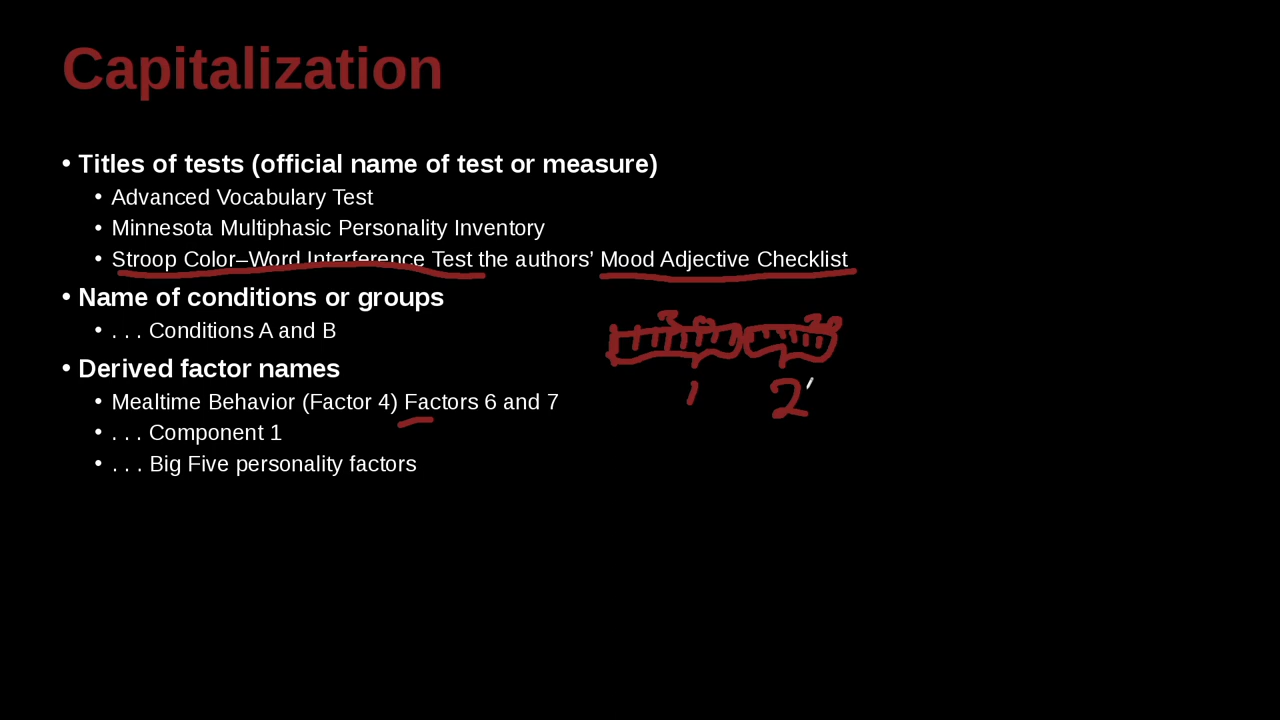 Capitalization
• Titles of tests (official name of test or measure)
• Advanced Vocabulary Test
• Minnesota Multiphasic Personality Inventory
• Stroop Color–Word Interference Test the authors’ Mood Adjective Checklist
• Name of conditions or groups
• . . . Conditions A and B
• Derived factor names
• Mealtime Behavior (Factor 4) Factors 6 and 7
• . . . Component 1
• . . . Big Five personality factors
1 2